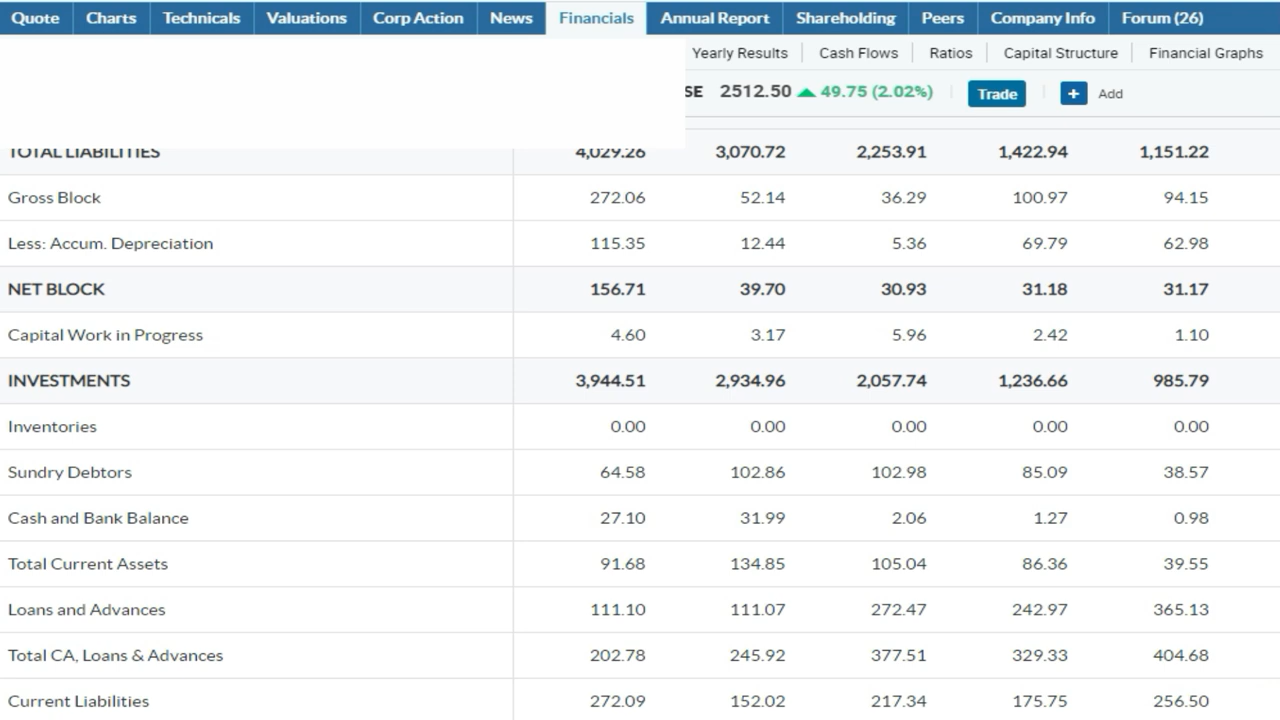 Quote Charts Technicals Valuations Corp Action News Financials Annual Report Shareholding Peers Company Info Forum (26)
Yearly Results Cash Flows Ratios Capital Structure Financial Graphs
SE 2512.50 49.75 (2.02%) Trade + Add
TOTAL LIABILITIES 4,029.26 3,070.72 2,253.91 1,422.94 1,151.22
Gross Block 272.06 52.14 36.29 100.97 94.15
Less: Accum. Depreciation 115.35 12.44 5.36 69.79 62.98
NET BLOCK 156.71 39.70 30.93 31.18 31.17
Capital Work in Progress 4.60 3.17 5.96 2.42 1.10
INVESTMENTS 3,944.51 2,934.96 2,057.74 1,236.66 985.79
Inventories 0.00 0.00 0.00 0.00 0.00
Sundry Debtors 64.58 102.86 102.98 85.09 38.57
Cash and Bank Balance 27.10 31.99 2.06 1.27 0.98
Total Current Assets 91.68 134.85 105.04 86.36 39.55
Loans and Advances 111.10 111.07 272.47 242.97 365.13
Total CA, Loans & Advances 202.78 245.92 377.51 329.33 404.68
Current Liabilities 272.09 152.02 217.34 175.75 256.50